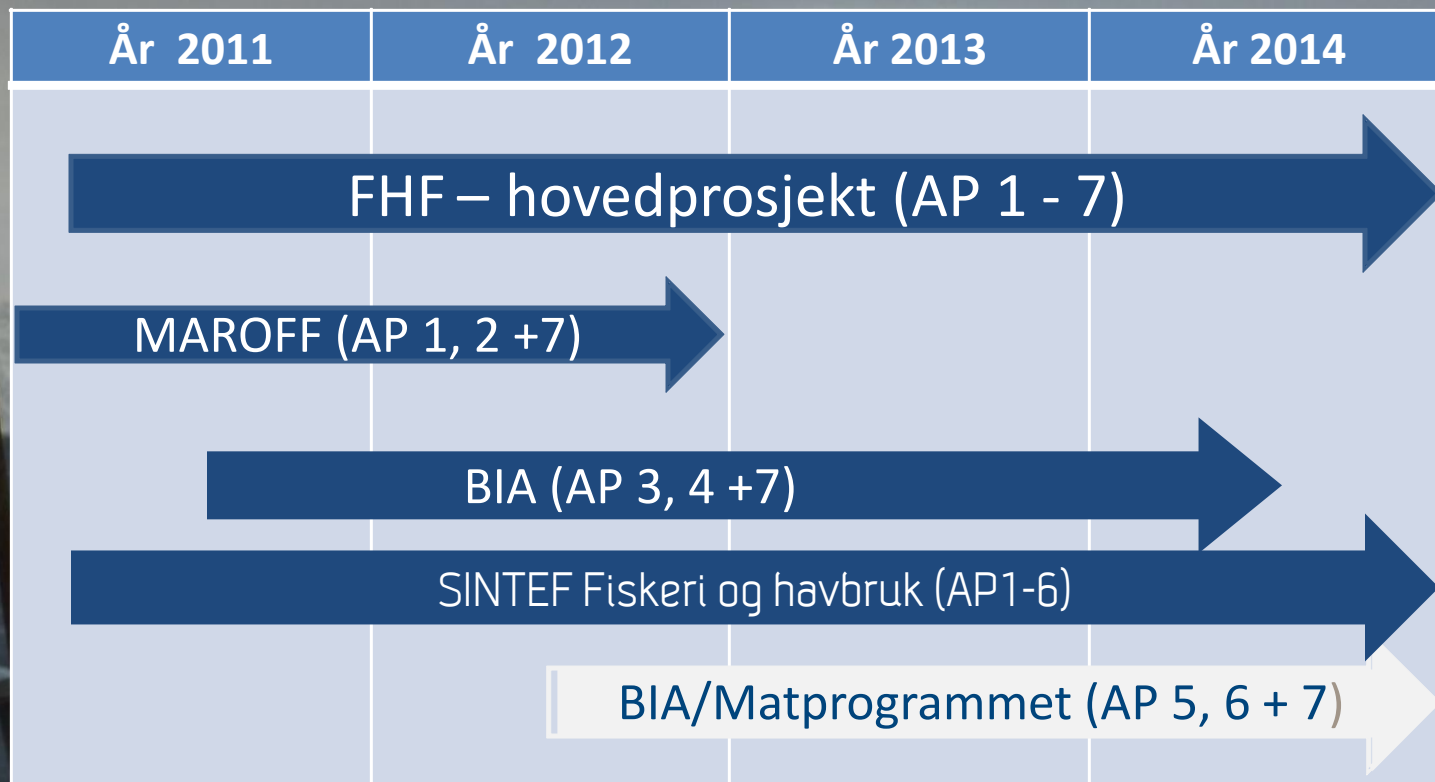 År 2011 År 2012 År 2013 År 2014
FHF – hovedprosjekt (AP 1 - 7)
MAROFF (AP 1, 2 +7)
BIA (AP 3, 4 +7)
SINTEF Fiskeri og havbruk (AP1-6)
BIA/Matprogrammet (AP 5, 6 + 7)